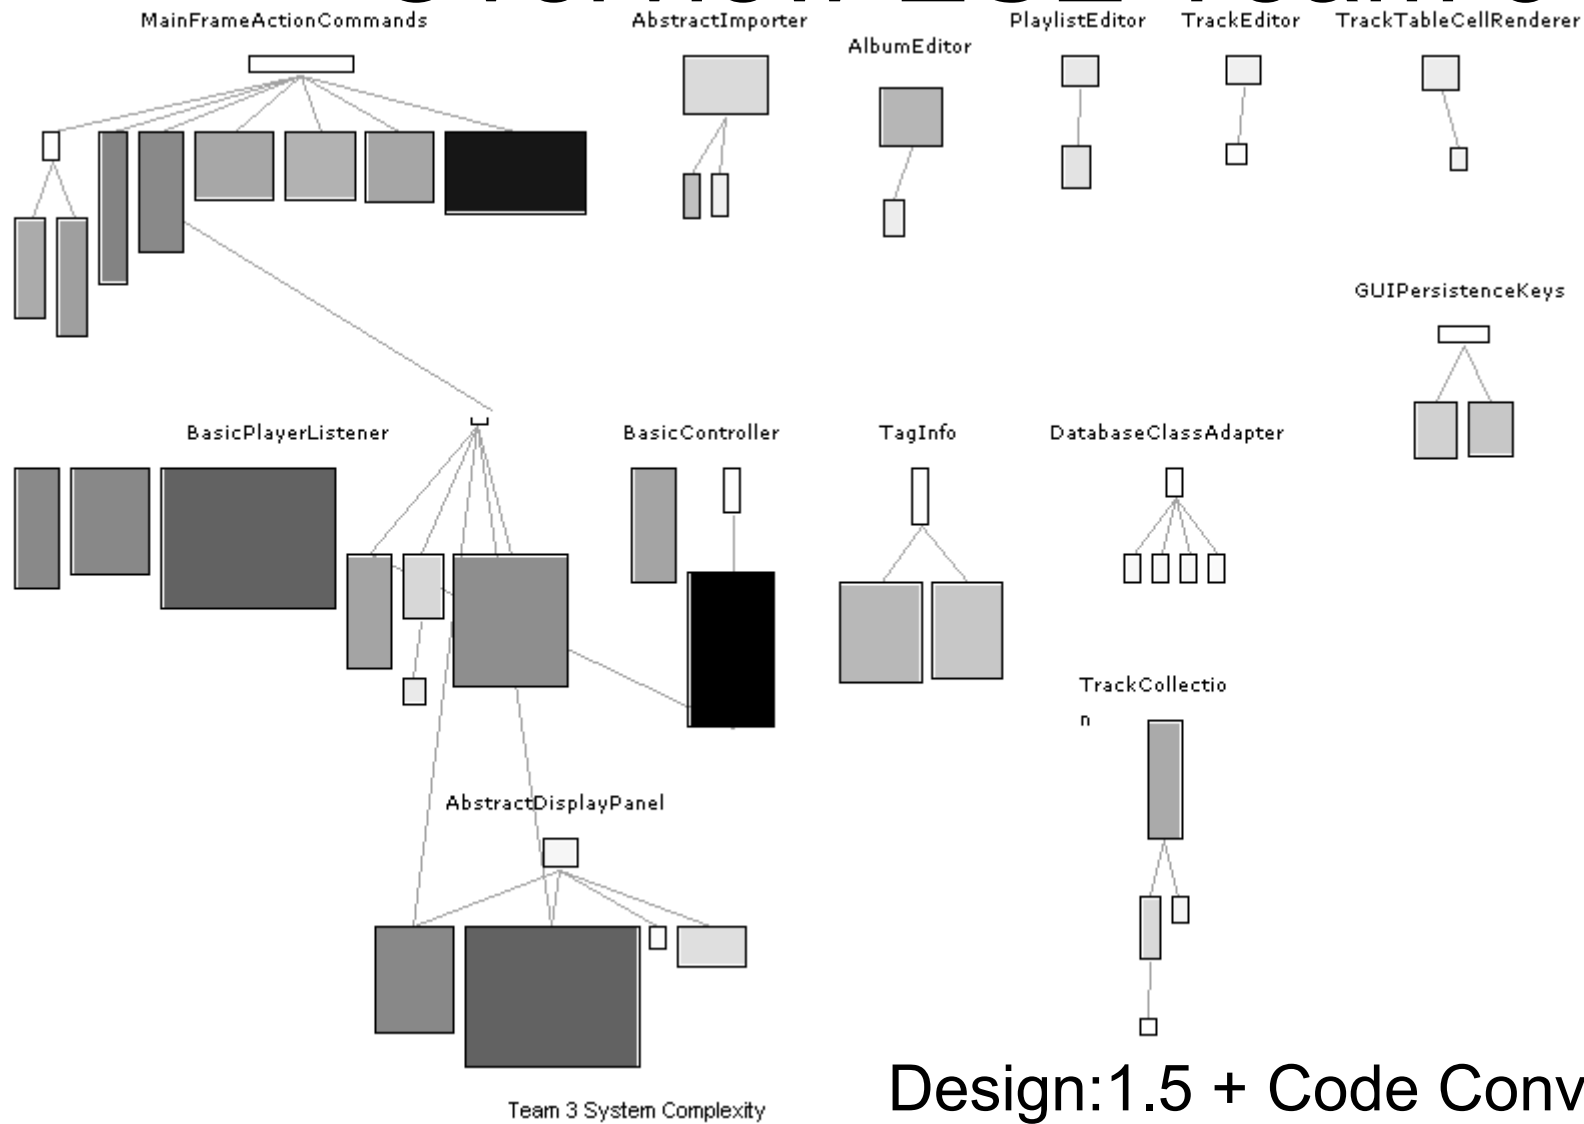 MainFrameActionCommands
AbstractImporter
AlbumEditor
PlaylistEditor
TrackEditor
TrackTableCellRenderer
GUIPersistenceKeys
BasicPlayerListener
BasicController
TagInfo
DatabaseClassAdapter
TrackCollectio
n
AbstractDisplayPanel
Design:1.5 + Code Conv
Team 3 System Complexity